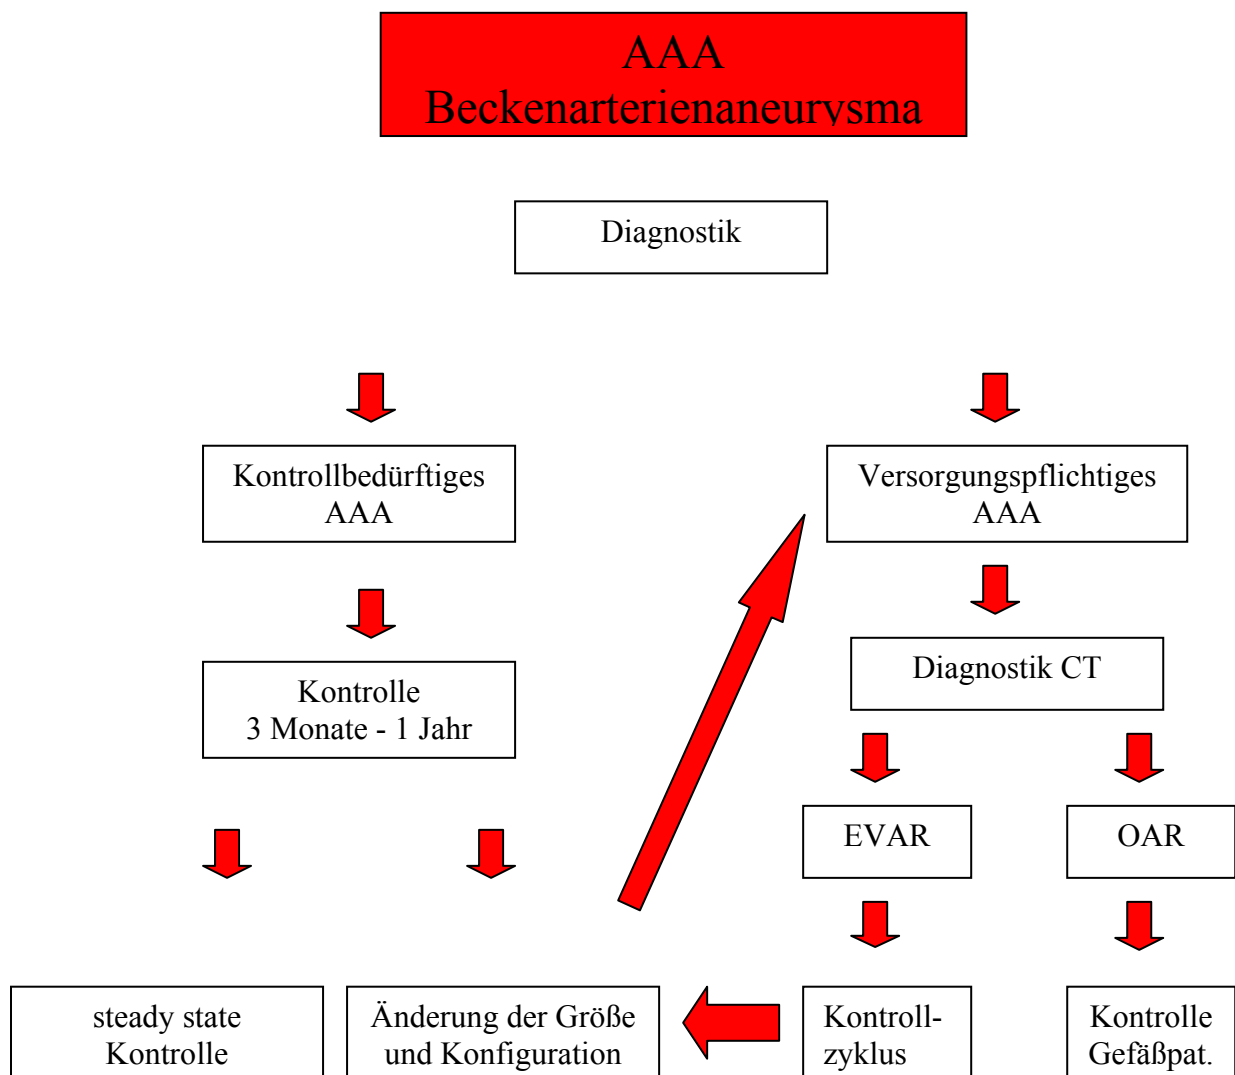 AAA
Beckenarterienaneurysma
Diagnostik
Kontrollbedürftiges
AAA
Versorgungspflichtiges
AAA
Kontrolle
3 Monate - 1 Jahr
Diagnostik CT
EVAR
OAR
steady state
Kontrolle
Änderung der Größe
und Konfiguration
Kontroll-
zyklus
Kontrolle
Gefäßpat.